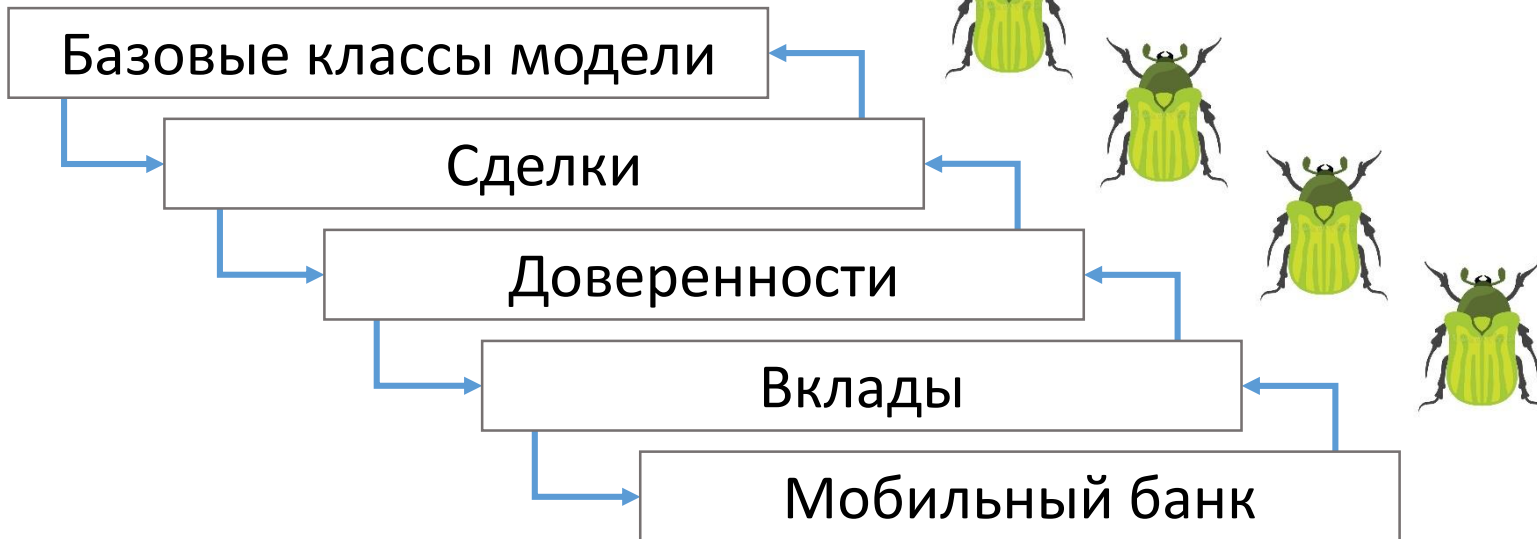 Базовые классы модели
Сделки
Доверенности
Вклады
Мобильный банк